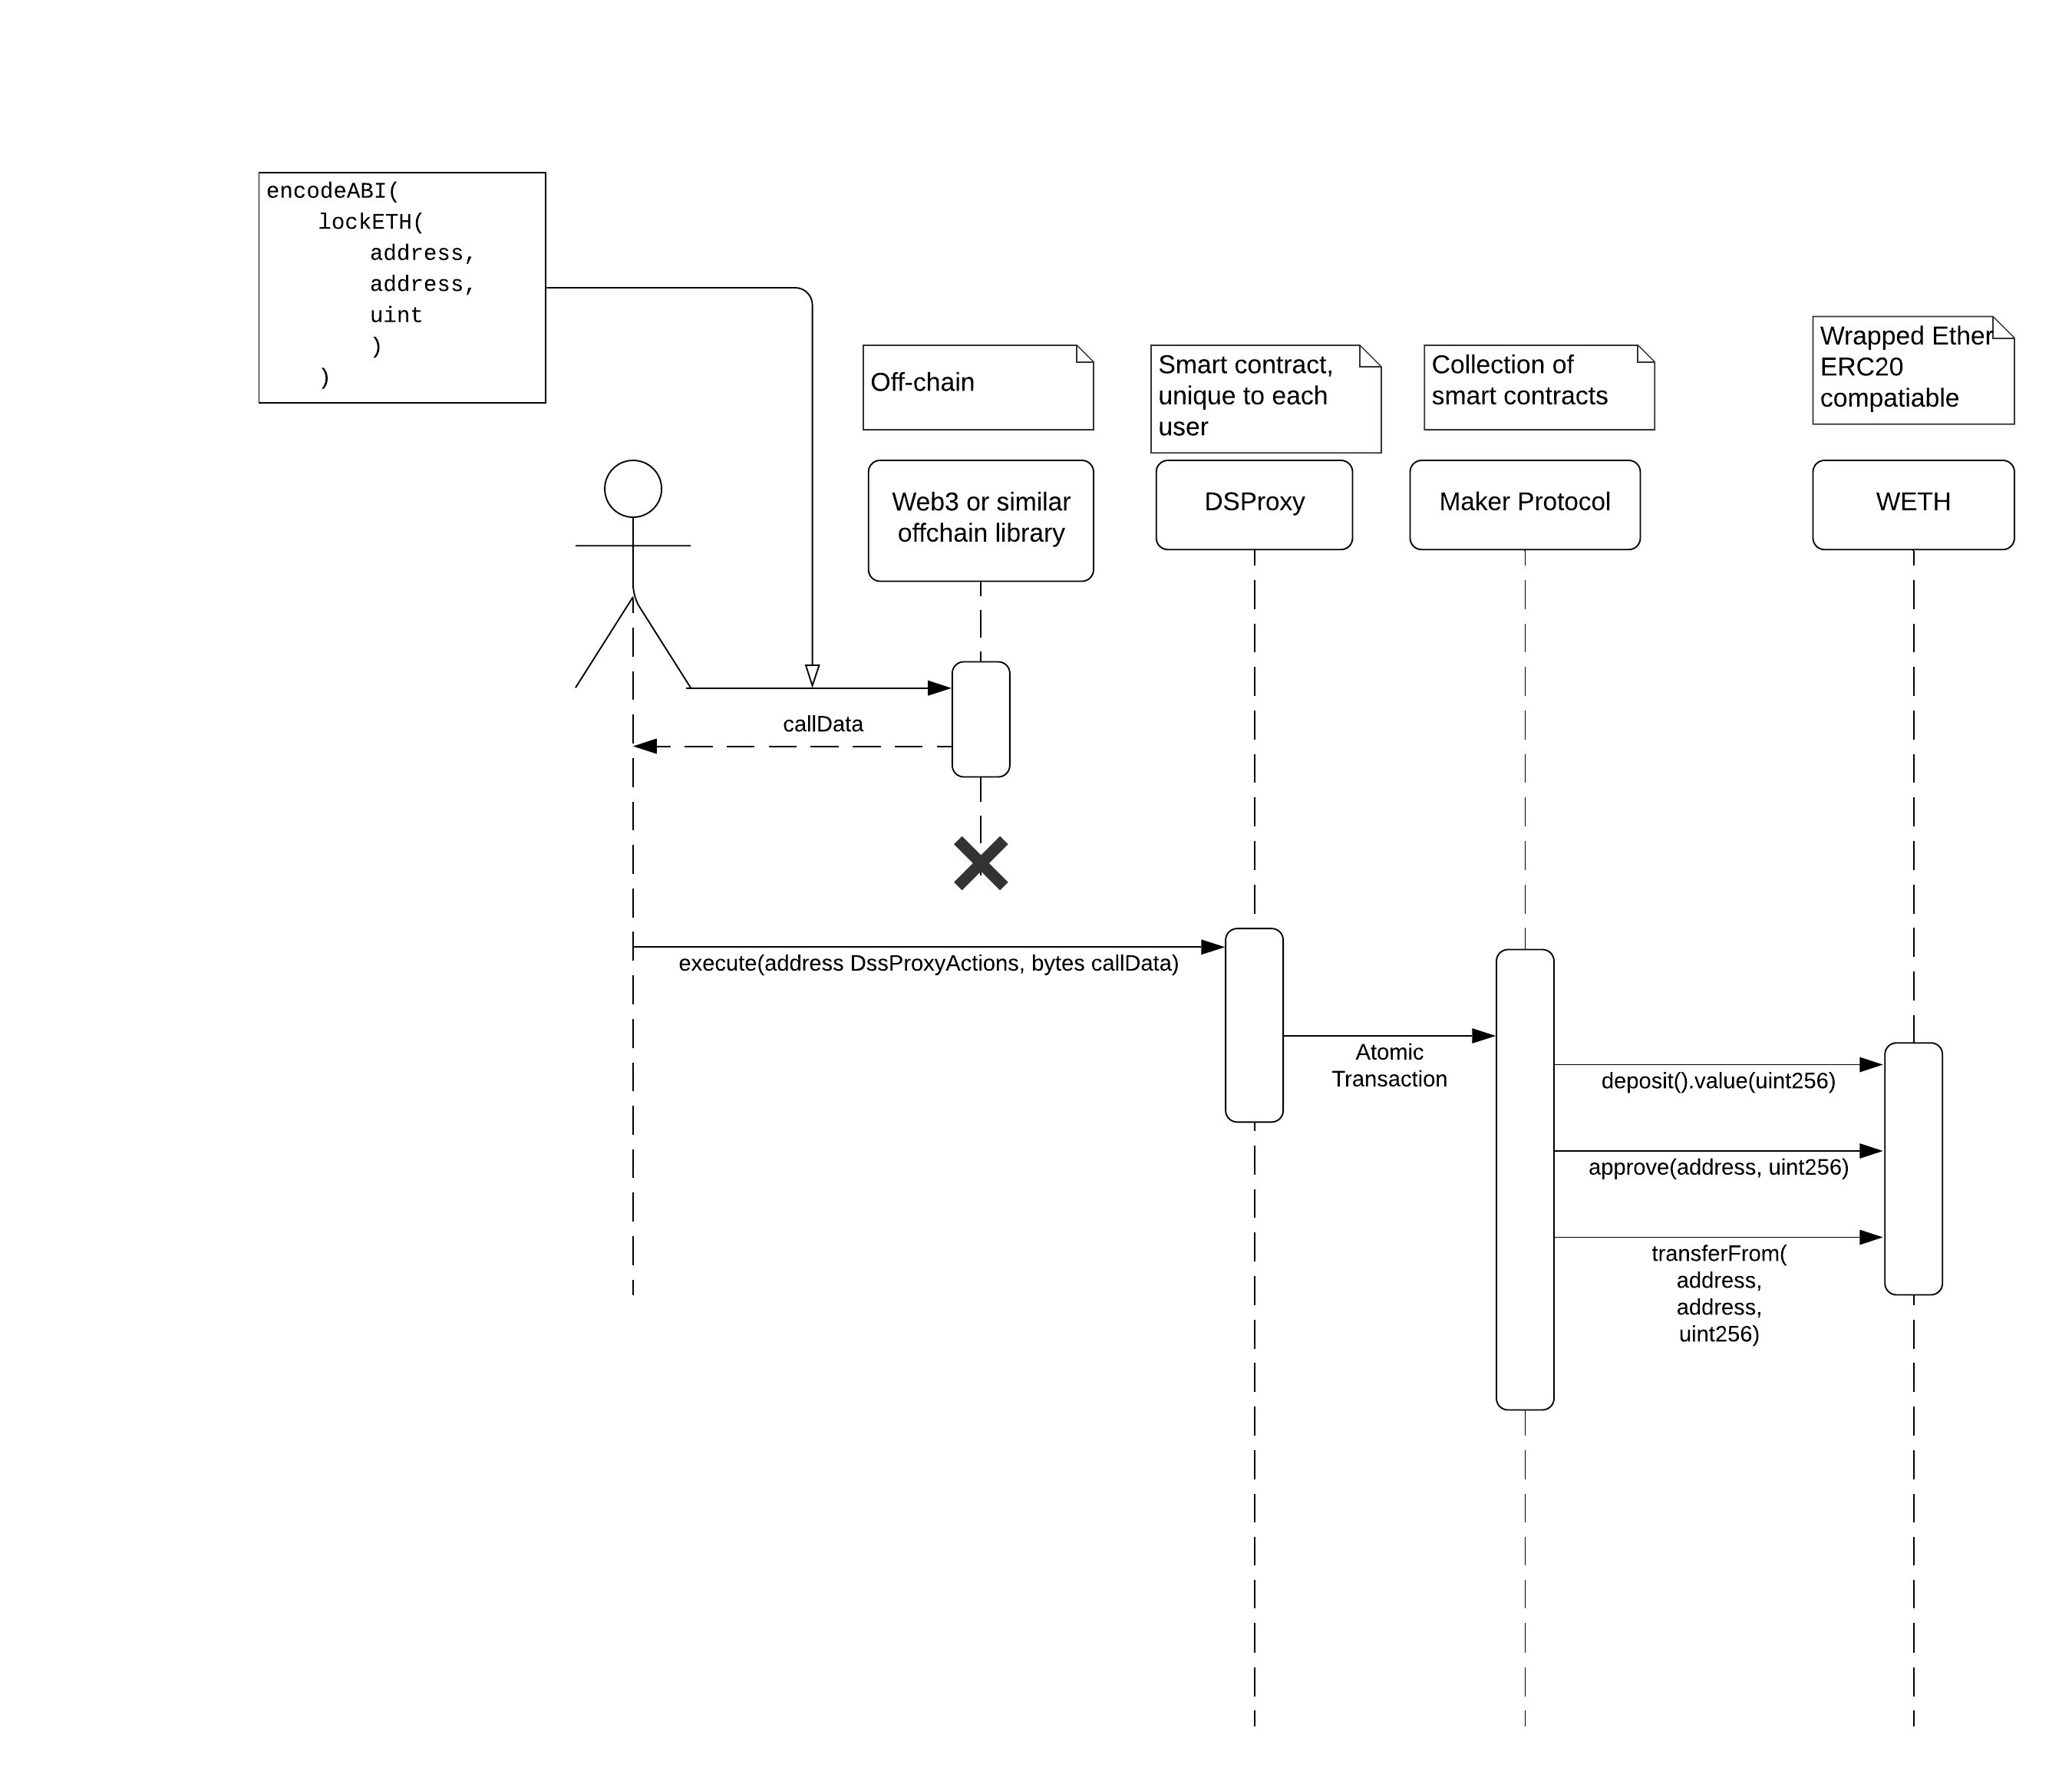 encodeABI(
lockETH(
address,
address,
uint
)
)
Off-chain
Smart contract,
unique to each
user
Collection of
smart contracts
Wrapped Ether
ERC20
compatiable
Web3 or similar
offchain library
DSProxy
Maker Protocol
WETH
callData
execute(address DssProxyActions, bytes callData)
Atomic
Transaction
deposit().value(uint256)
approve(address, uint256)
transferFrom(
address,
address,
uint256)